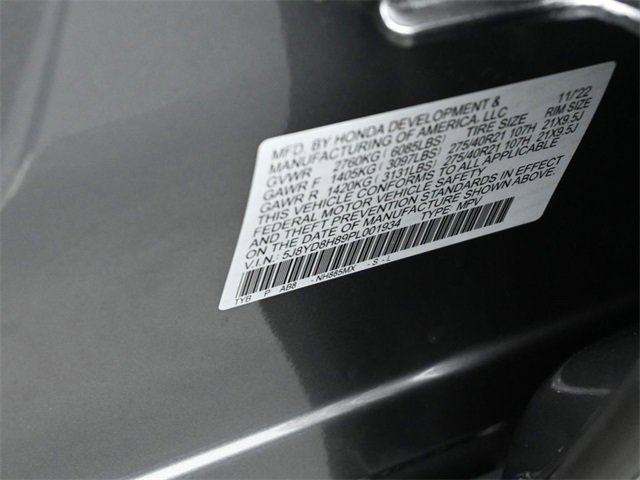 MFD. BY HONDA DEVELOPMENT & 11/22
MANUFACTURING OF AMERICA, LLC
GVWR 2760KG ( 6085LBS) TIRE SIZE RIM SIZE
GAWR F 1405KG ( 3097LBS) 275/40R21 107H 21X9.5J
GAWR R 1420KG ( 3131LBS) 275/40R21 107H 21X9.5J
THIS VEHICLE CONFORMS TO ALL APPLICABLE
FEDERAL MOTOR VEHICLE SAFETY
AND THEFT PREVENTION STANDARDS IN EFFECT
ON THE DATE OF MANUFACTURE SHOWN ABOVE.
V.I.N.: 5J8YD8H89PL001934 TYPE: MPV
TYB P AB8 - NH885MX - S - L